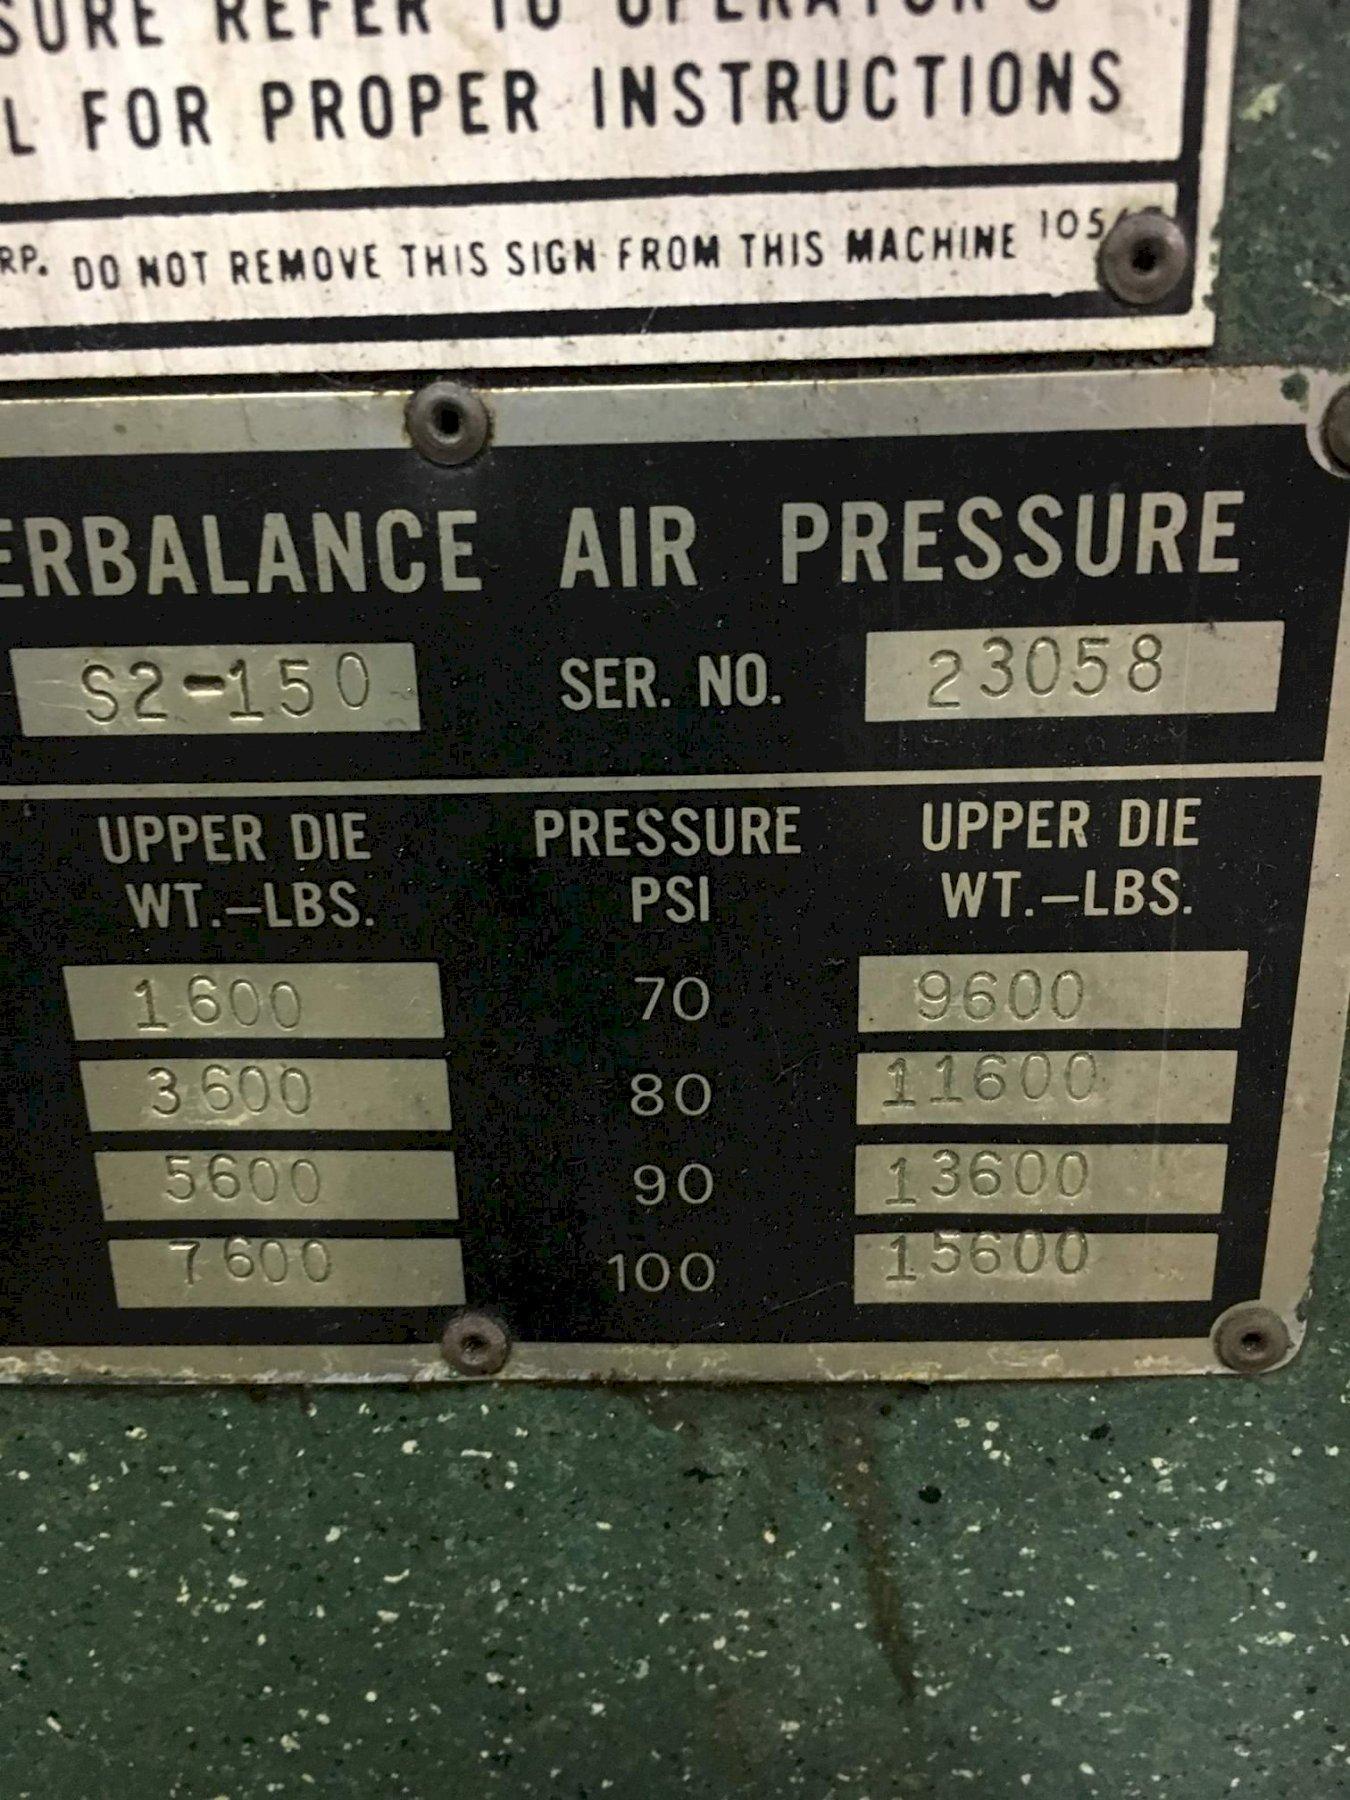 SURE REFER TO OPERATOR'S
L FOR PROPER INSTRUCTIONS
RP. DO NOT REMOVE THIS SIGN FROM THIS MACHINE
ERBALANCE AIR PRESSURE
S2-150 SER. NO. 23058
UPPER DIE PRESSURE UPPER DIE
WT.-LBS. PSI WT.-LBS.
1600 70 9600
3600 80 11600
5600 90 13600
7600 100 15600